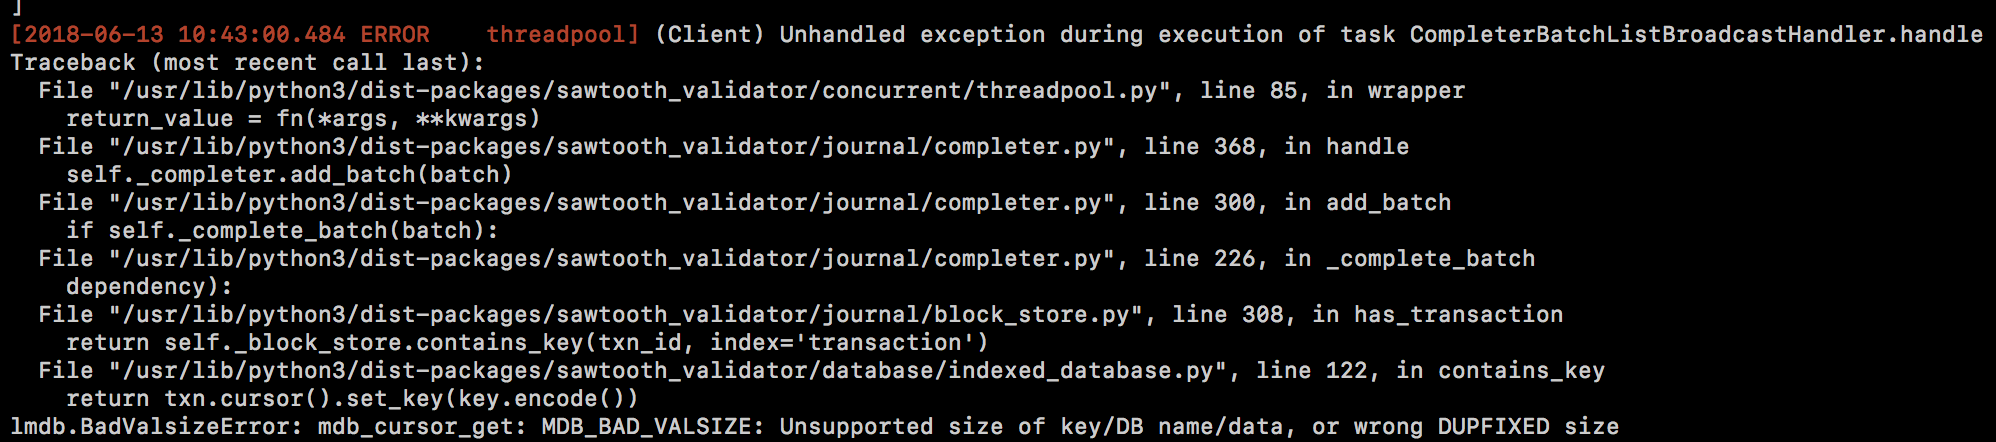 ]
[2018-06-13 10:43:00.484 ERROR    threadpool] (Client) Unhandled exception during execution of task CompleterBatchListBroadcastHandler.handle
Traceback (most recent call last):
  File "/usr/lib/python3/dist-packages/sawtooth_validator/concurrent/threadpool.py", line 85, in wrapper
    return_value = fn(*args, **kwargs)
  File "/usr/lib/python3/dist-packages/sawtooth_validator/journal/completer.py", line 368, in handle
    self._completer.add_batch(batch)
  File "/usr/lib/python3/dist-packages/sawtooth_validator/journal/completer.py", line 300, in add_batch
    if self._complete_batch(batch):
  File "/usr/lib/python3/dist-packages/sawtooth_validator/journal/completer.py", line 226, in _complete_batch
    dependency):
  File "/usr/lib/python3/dist-packages/sawtooth_validator/journal/block_store.py", line 308, in has_transaction
    return self._block_store.contains_key(txn_id, index='transaction')
  File "/usr/lib/python3/dist-packages/sawtooth_validator/database/indexed_database.py", line 122, in contains_key
    return txn.cursor().set_key(key.encode())
lmdb.BadValsizeError: mdb_cursor_get: MDB_BAD_VALSIZE: Unsupported size of key/DB name/data, or wrong DUPFIXED size